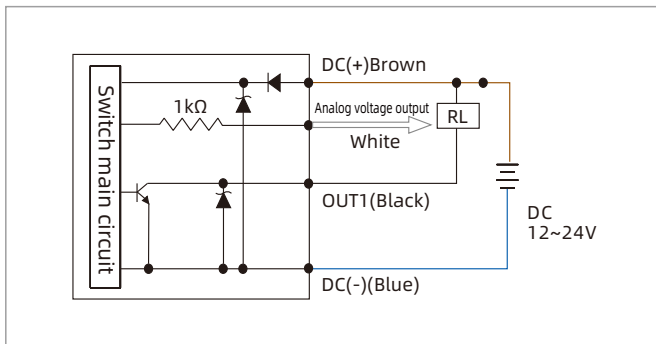 DC(+)Brown
1kΩ
Analog voltage output
RL
White
Switch main circuit
OUT1(Black)
DC
12~24V
DC(-)(Blue)